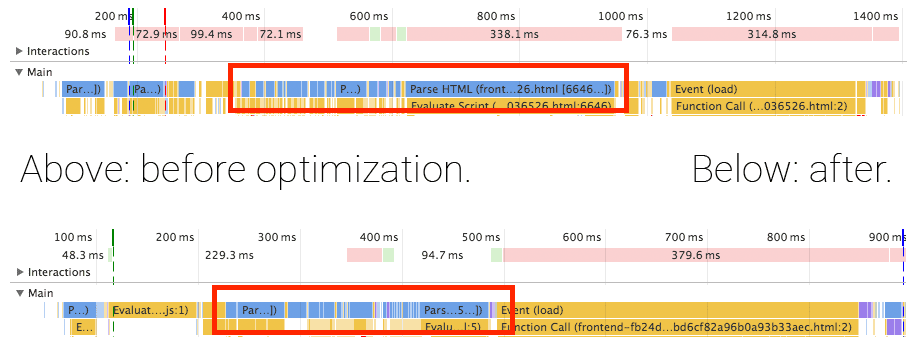 200 ms 400 ms 600 ms 800 ms 1000 ms 1200 ms 1400 ms
90.8 ms 72.9 ms 99.4 ms 72.1 ms 338.1 ms 76.3 ms 314.8 ms
Interactions
Main
Par...]) Pa...) P...) Parse HTML (front...26.html [6646...]) Event (load)
Evaluate Script (...036526.html:6646) Function Call (...036526.html:2)
Above: before optimization. Below: after.
100 ms 200 ms 300 ms 400 ms 500 ms 600 ms 700 ms 800 ms 900 ms
48.3 ms 229.3 ms 94.7 ms 379.6 ms
Interactions
Main
P...) Evaluat....js:1) Par...]) Pars...5...]) Event (load)
E... Evalu...l:5) Function Call (frontend-fb24d...bd6cf82a96b0a93b33aec.html:2)